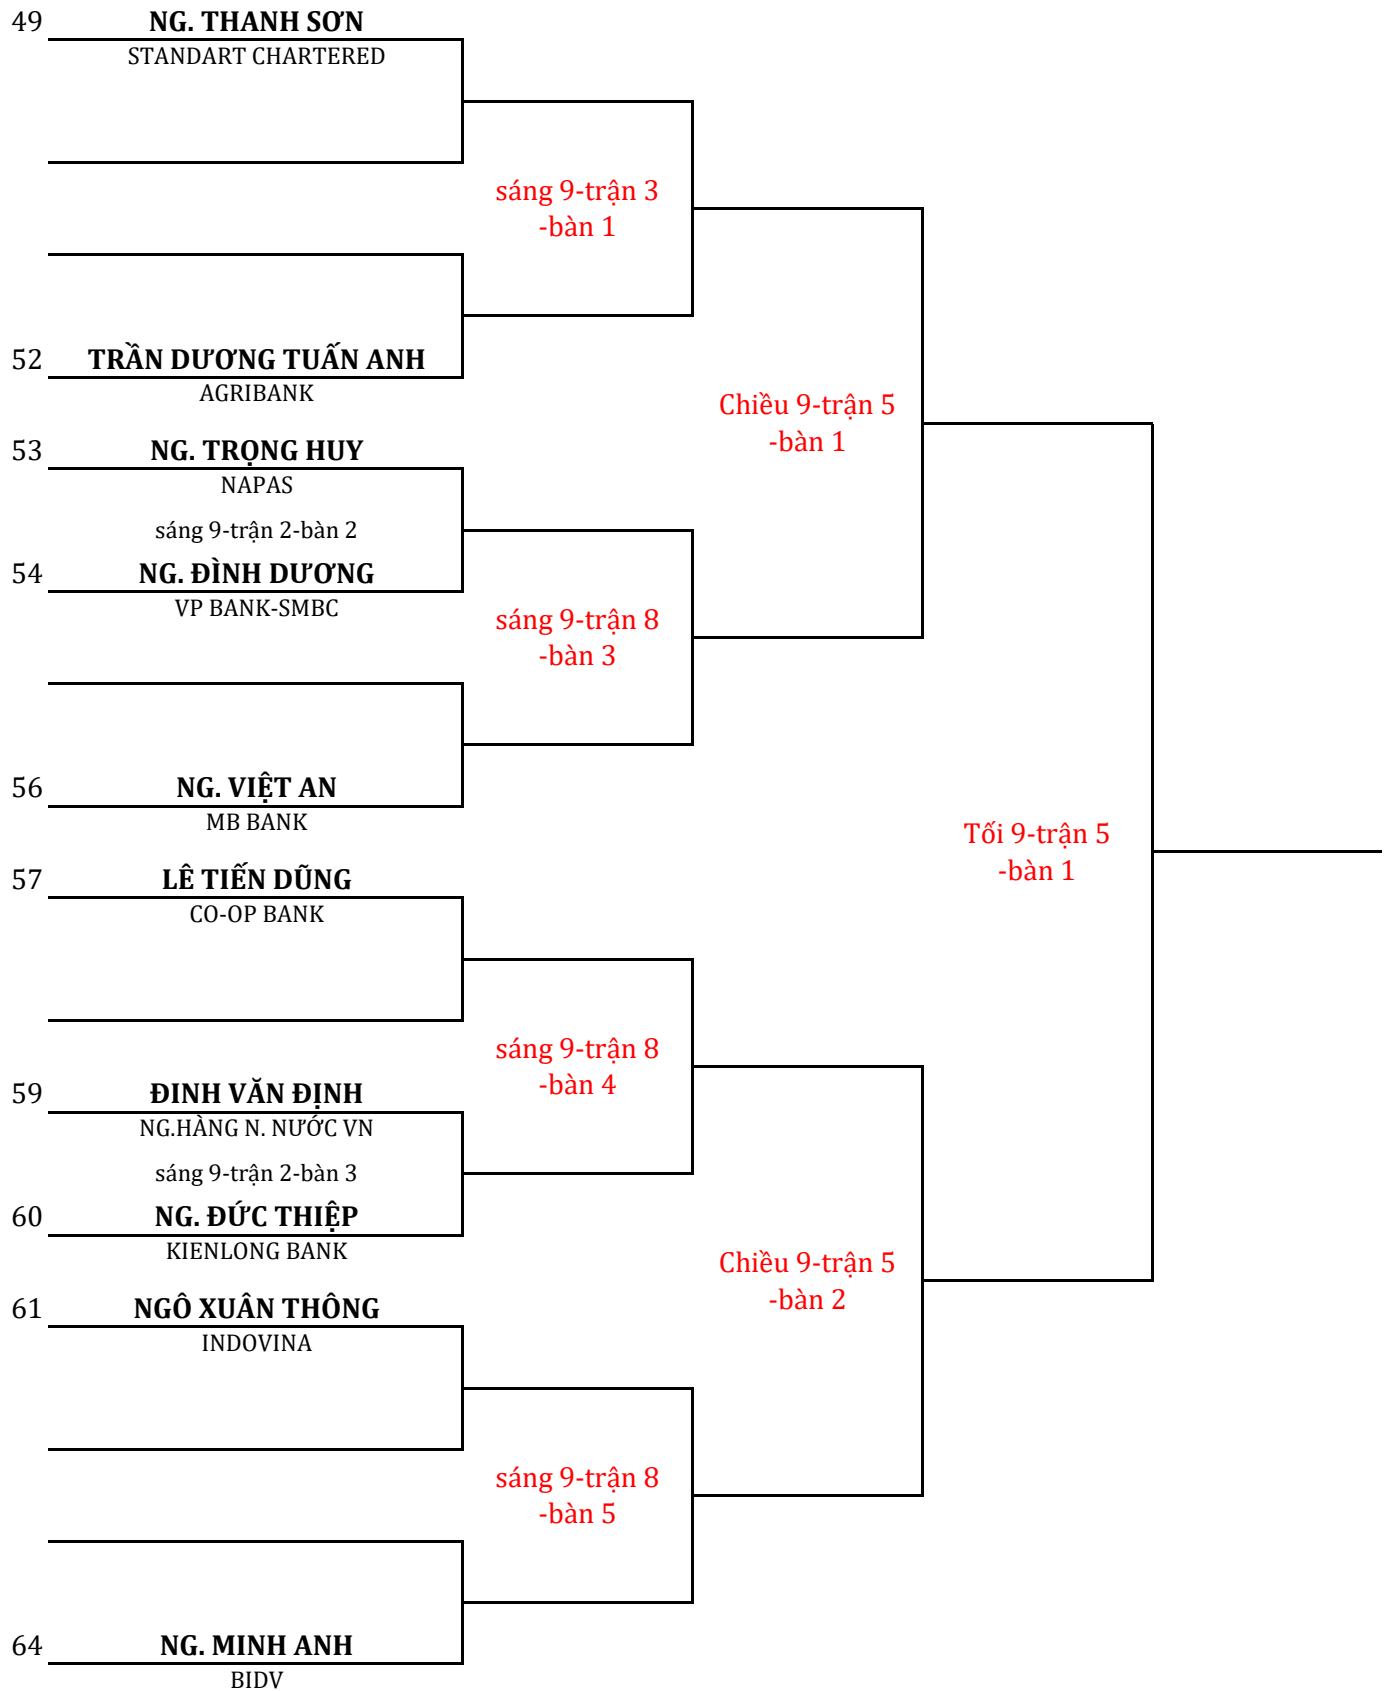 49 NG. THANH SƠN
STANDART CHARTERED
sáng 9-trận 3
-bàn 1
52 TRẦN DƯƠNG TUẤN ANH
AGRIBANK
Chiều 9-trận 5
-bàn 1
53 NG. TRỌNG HUY
NAPAS
sáng 9-trận 2-bàn 2
54 NG. ĐÌNH DƯƠNG
VP BANK-SMBC
sáng 9-trận 8
-bàn 3
56 NG. VIỆT AN
MB BANK
Tối 9-trận 5
-bàn 1
57 LÊ TIẾN DŨNG
CO-OP BANK
sáng 9-trận 8
-bàn 4
59 ĐINH VĂN ĐỊNH
NG.HÀNG N. NƯỚC VN
sáng 9-trận 2-bàn 3
60 NG. ĐỨC THIỆP
KIENLONG BANK
Chiều 9-trận 5
-bàn 2
61 NGÔ XUÂN THÔNG
INDOVINA
sáng 9-trận 8
-bàn 5
64 NG. MINH ANH
BIDV